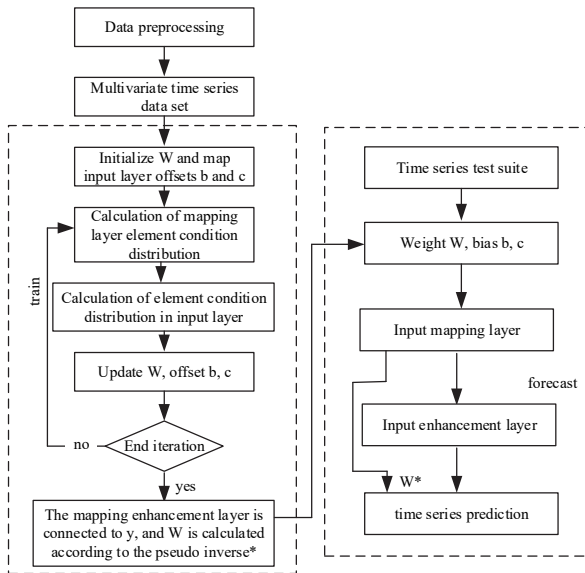 Data preprocessing
Multivariate time series
data set
Initialize W and map
input layer offsets b and c
Calculation of mapping
layer element condition
distribution
train
Calculation of element condition
distribution in input layer
Update W, offset b, c
no
End iteration
yes
The mapping enhancement layer is
connected to y, and W is calculated
according to the pseudo inverse*
Time series test suite
Weight W, bias b, c
Input mapping layer
forecast
Input enhancement layer
W*
time series prediction